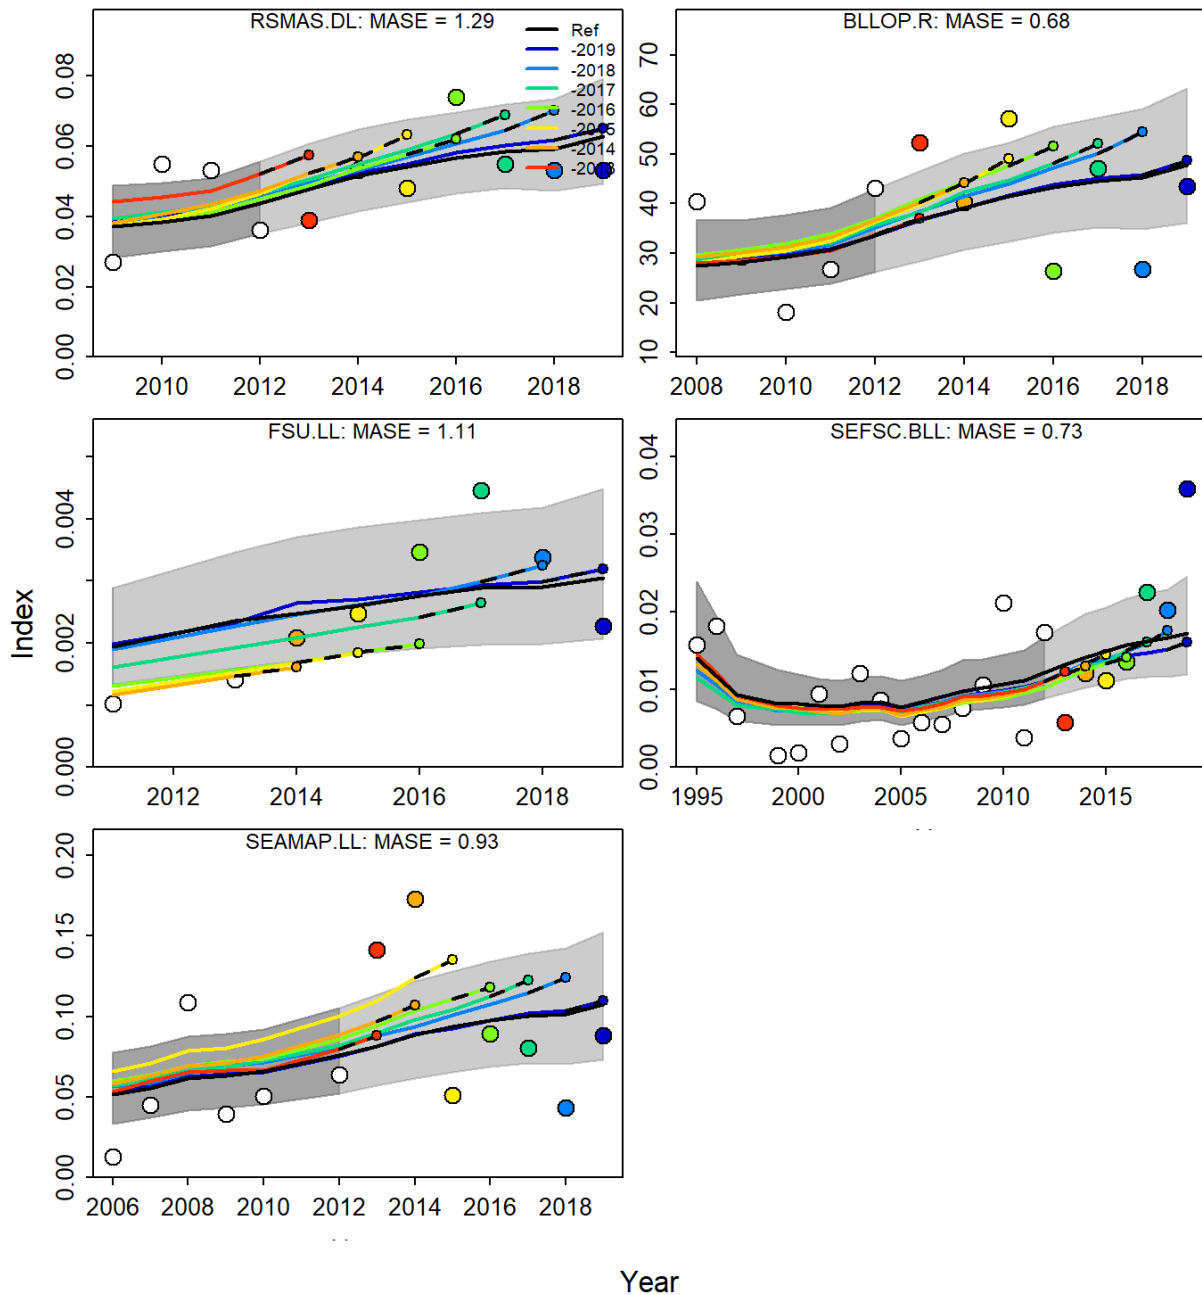 RSMAS.DL: MASE = 1.29
Ref
-2019
-2018
-2017
-2016
-2015
-2014
0.00 0.02 0.04 0.06 0.08
2010 2012 2014 2016 2018
BLLOP.R: MASE = 0.68
10 20 30 40 50 60 70
2008 2010 2012 2014 2016 2018
FSU.LL: MASE = 1.11
0.000 0.002 0.004
2012 2014 2016 2018
SEFSC.BLL: MASE = 0.73
0.00 0.01 0.02 0.03 0.04
1995 2000 2005 2010 2015
SEAMAP.LL: MASE = 0.93
0.00 0.05 0.10 0.15 0.20
2006 2008 2010 2012 2014 2016 2018
Index
Year